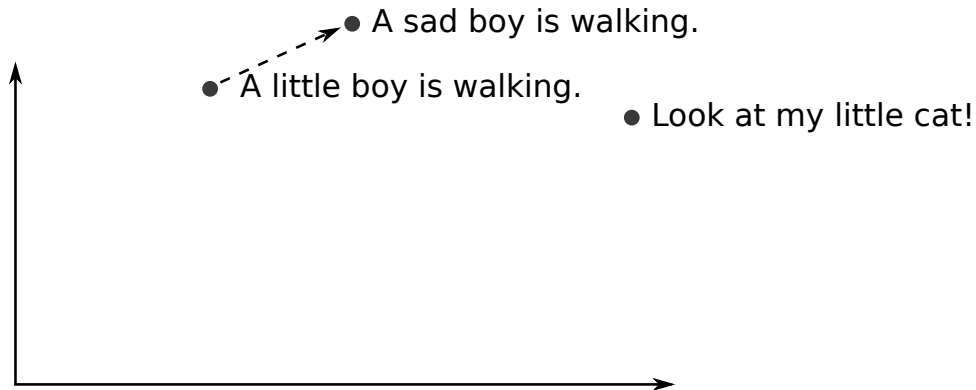 A sad boy is walking.
A little boy is walking.
Look at my little cat!